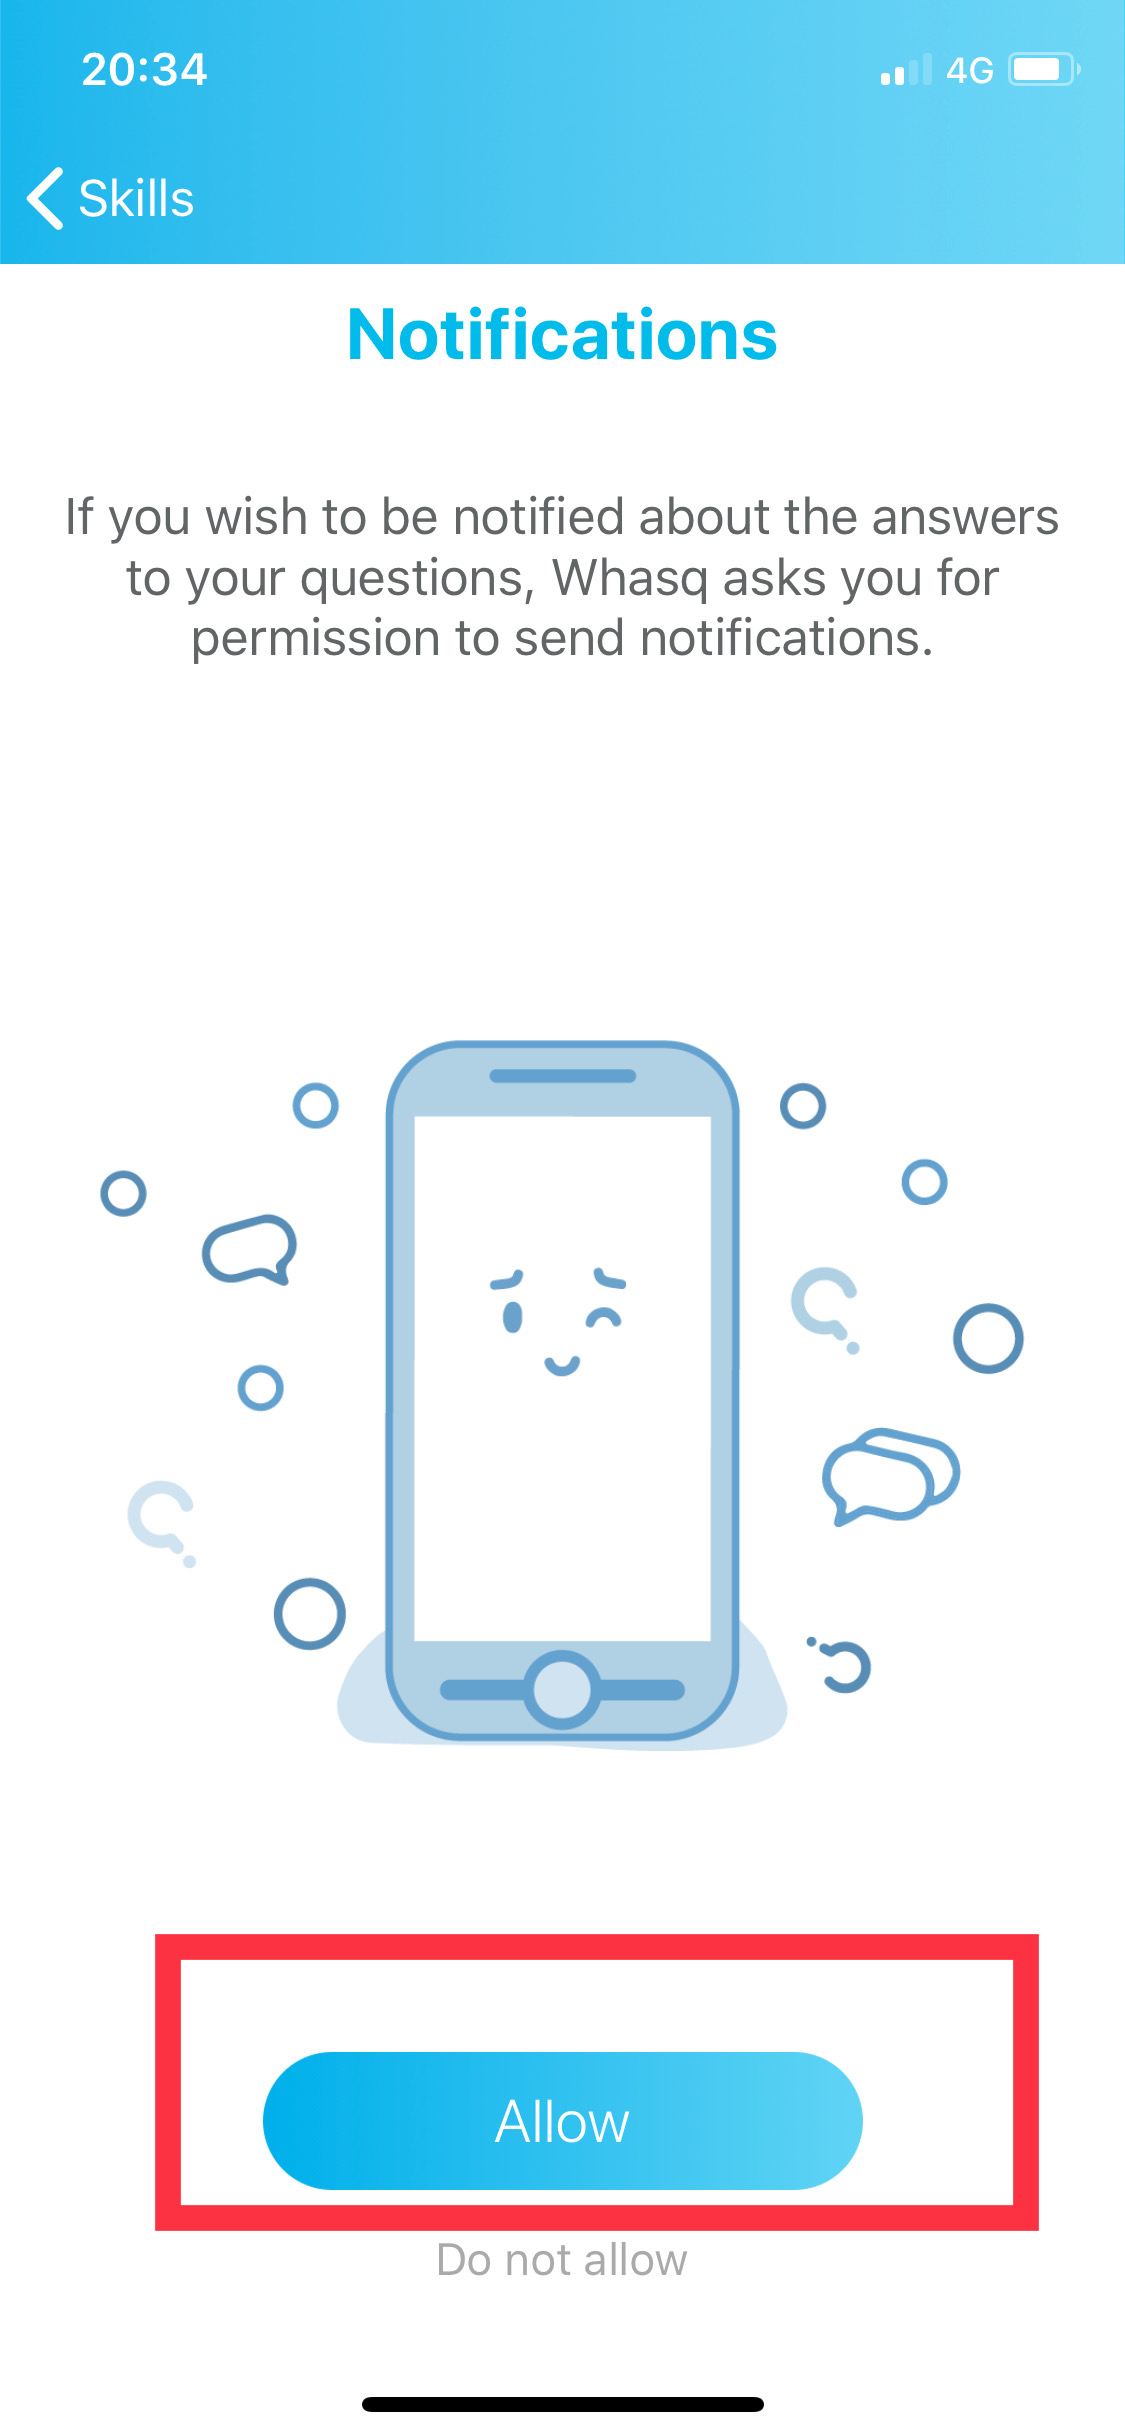 20:34
4G
Skills
Notifications
If you wish to be notified about the answers
to your questions, Whasq asks you for
permission to send notifications.
Allow
Do not allow